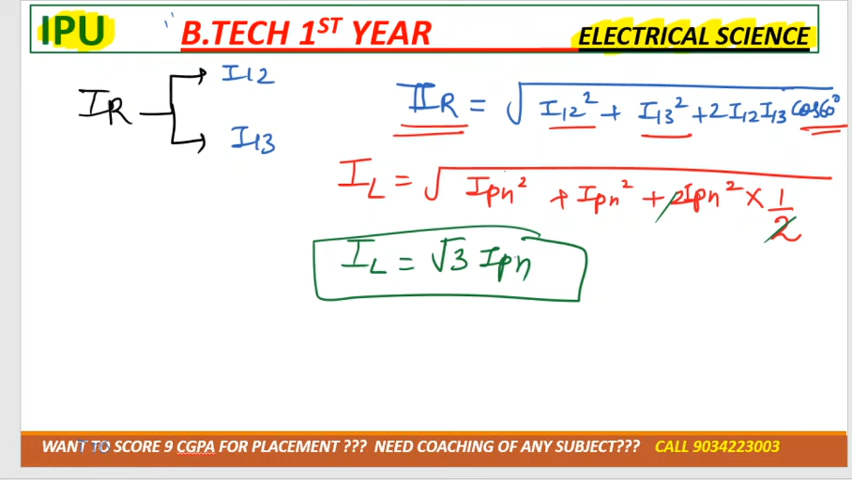 IPU
B.TECH 1ST YEAR
ELECTRICAL SCIENCE
IR
I12
I13
IR = √ I12² + I13² + 2 I12 I13 cos60°
IL = √ Iph² + Iph² + 2Iph² × 1/2
IL = √3 Iph
WANT TO SCORE 9 CGPA FOR PLACEMENT ??? NEED COACHING OF ANY SUBJECT??? CALL 9034223003